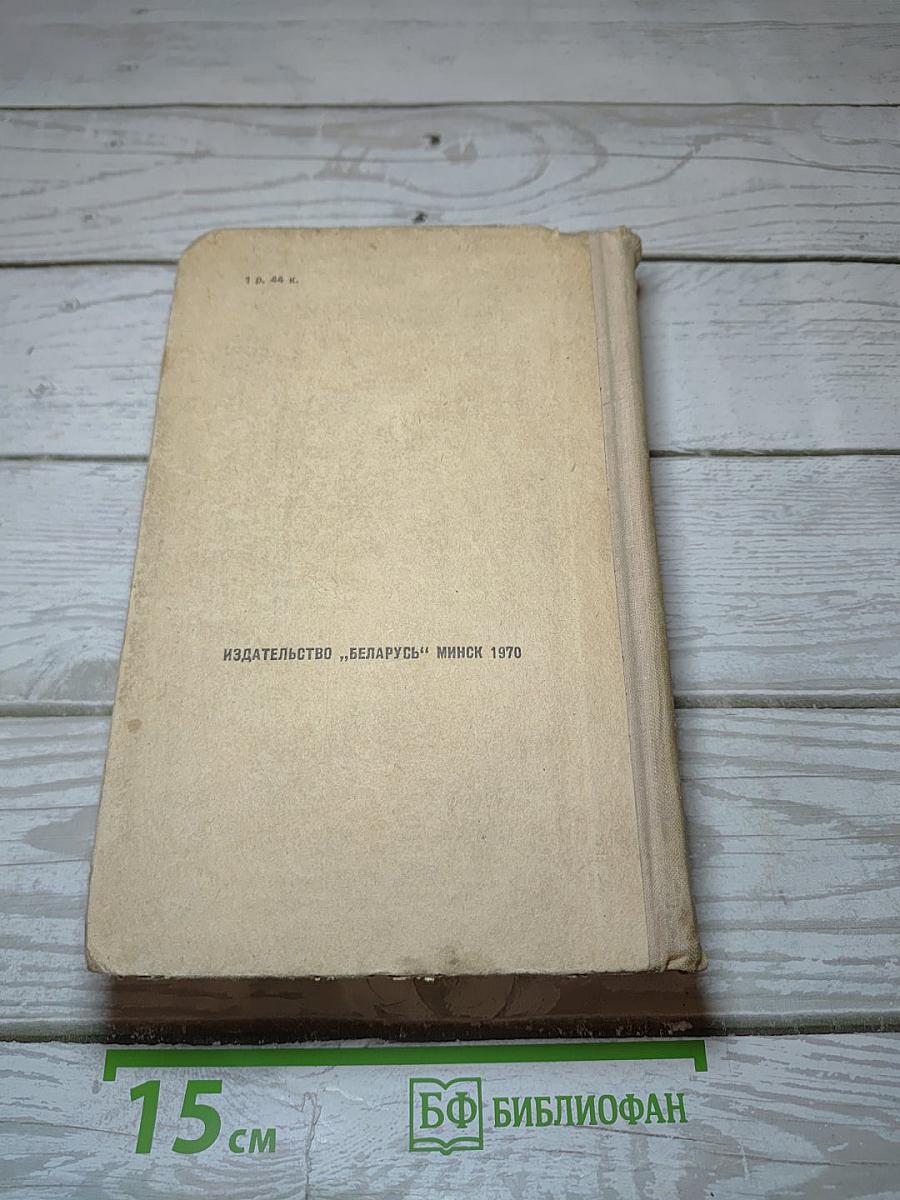 1 р. 44 к.
ИЗДАТЕЛЬСТВО „БЕЛАРУСЬ“ МИНСК 1970
15 см
БФ БИБЛИОФАН